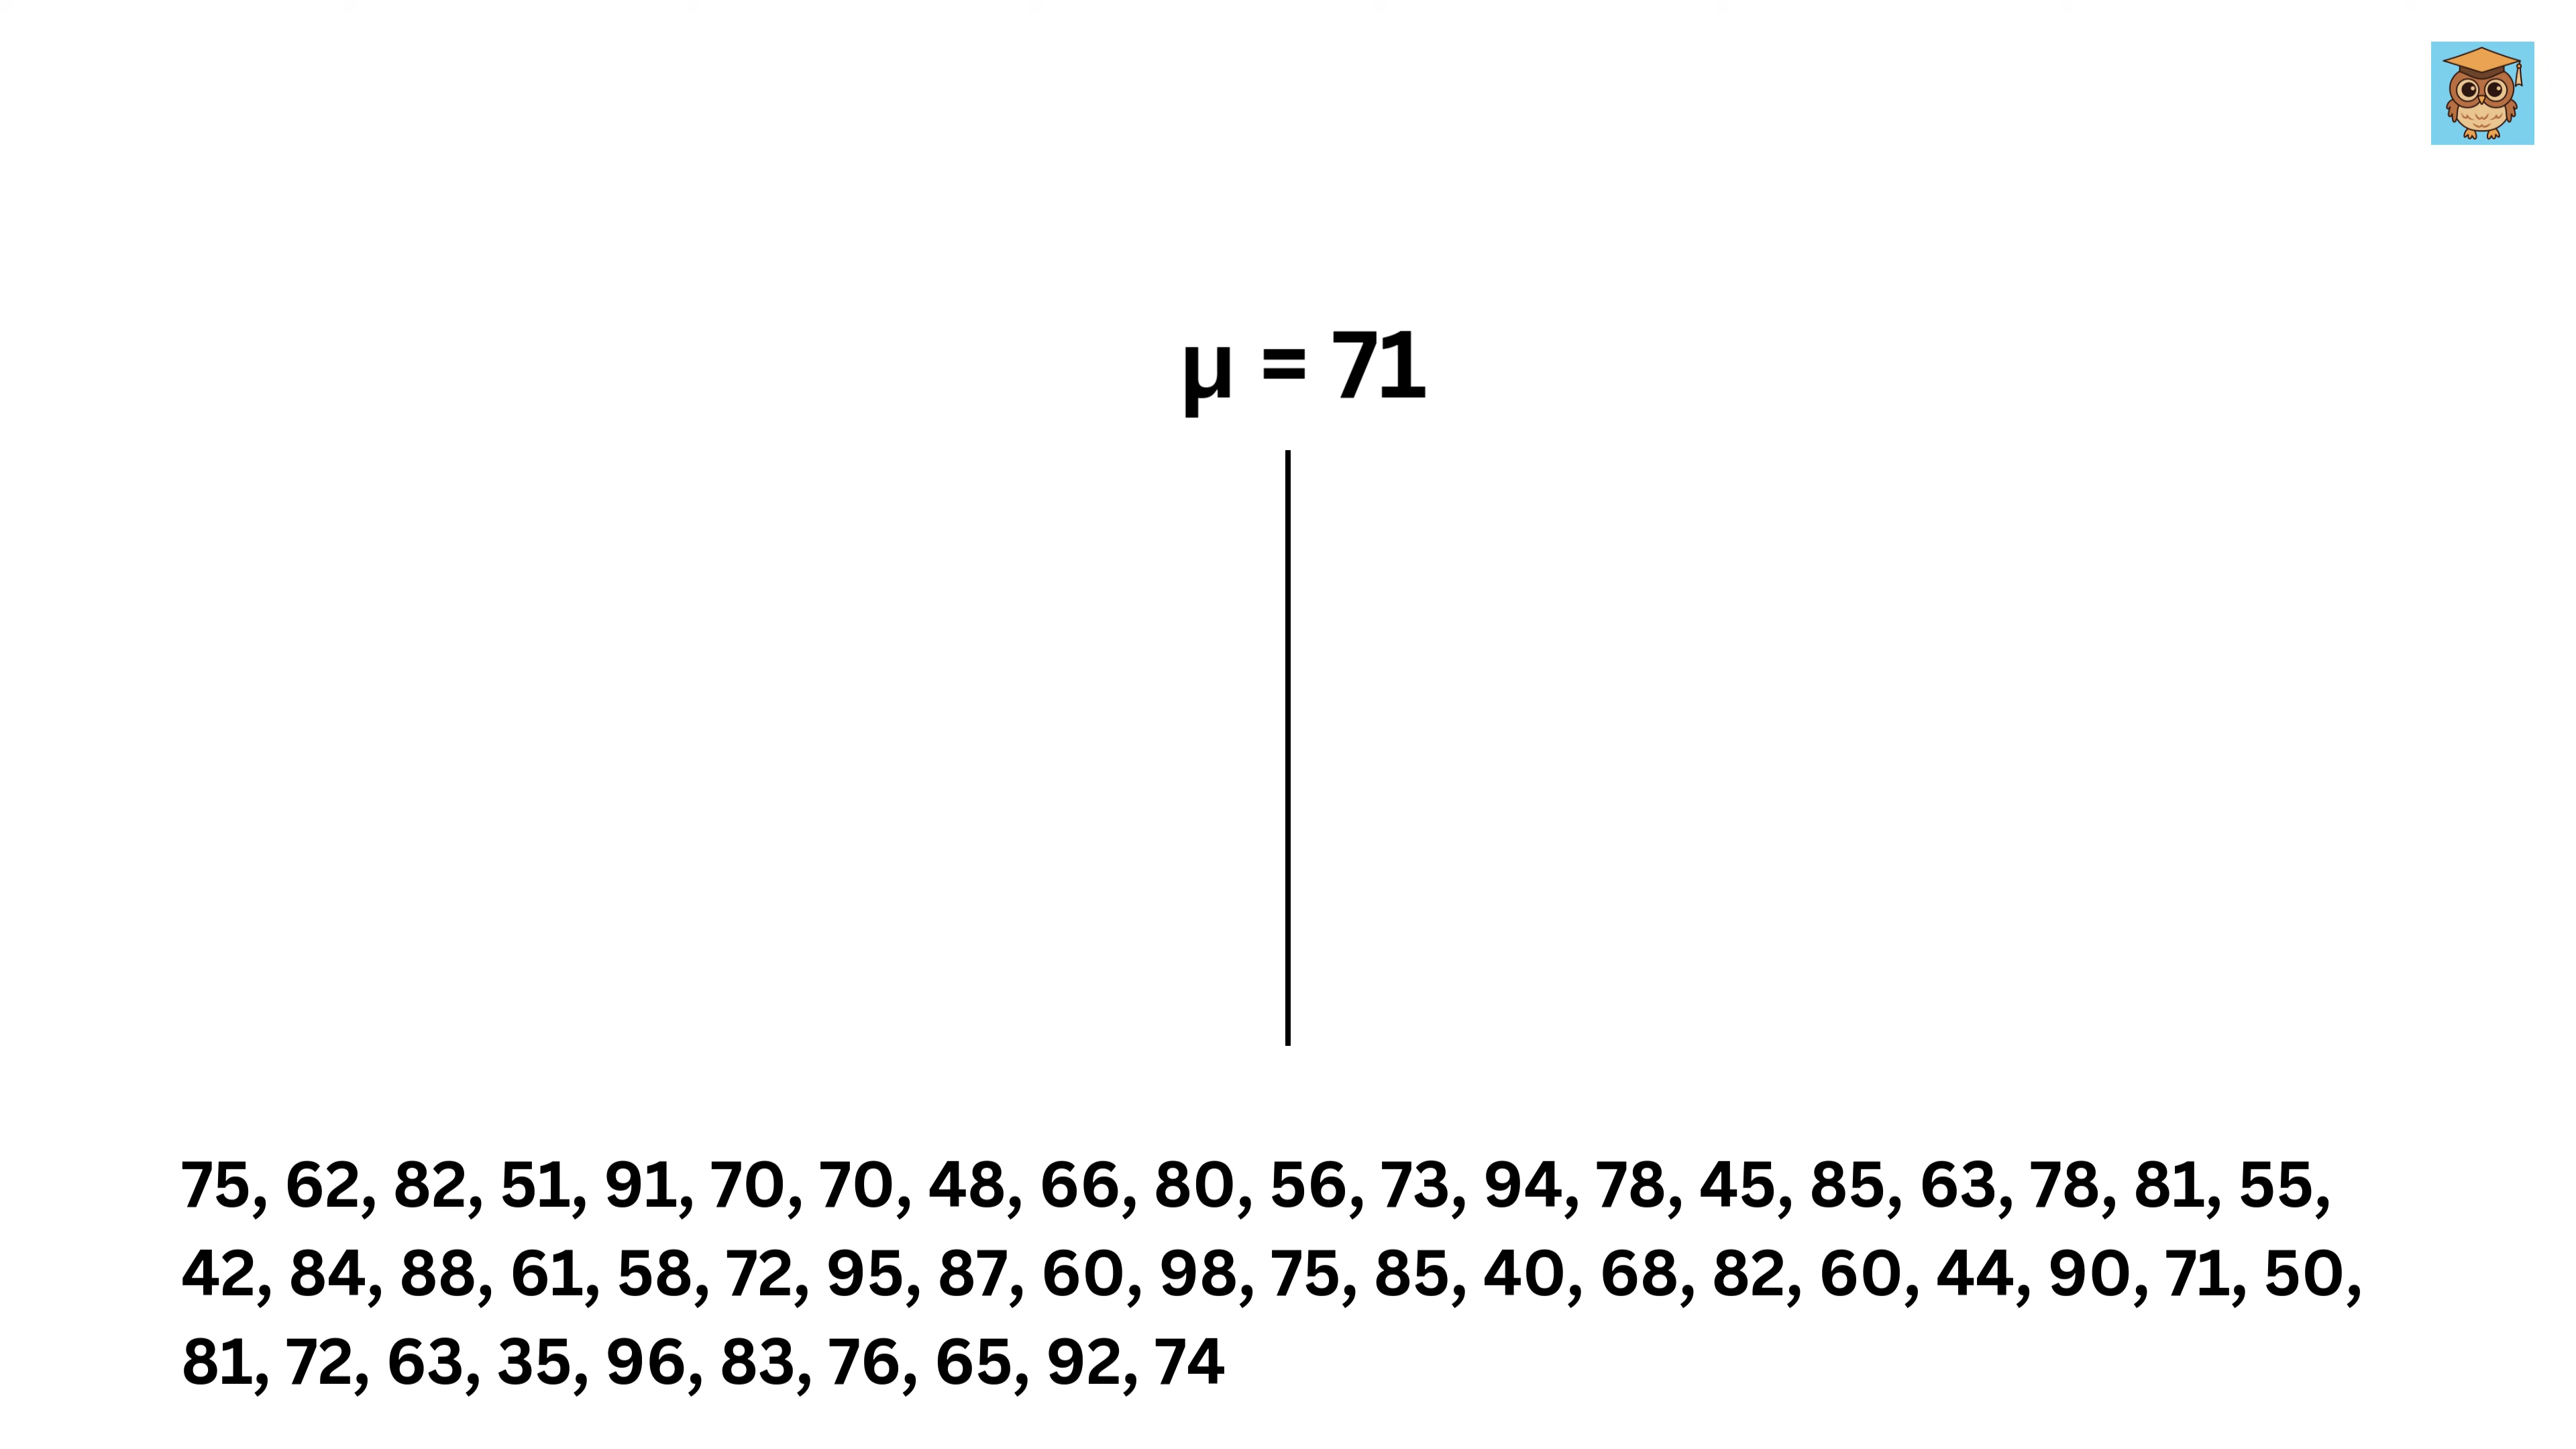 μ = 71
75, 62, 82, 51, 91, 70, 70, 48, 66, 80, 56, 73, 94, 78, 45, 85, 63, 78, 81, 55,
42, 84, 88, 61, 58, 72, 95, 87, 60, 98, 75, 85, 40, 68, 82, 60, 44, 90, 71, 50,
81, 72, 63, 35, 96, 83, 76, 65, 92, 74